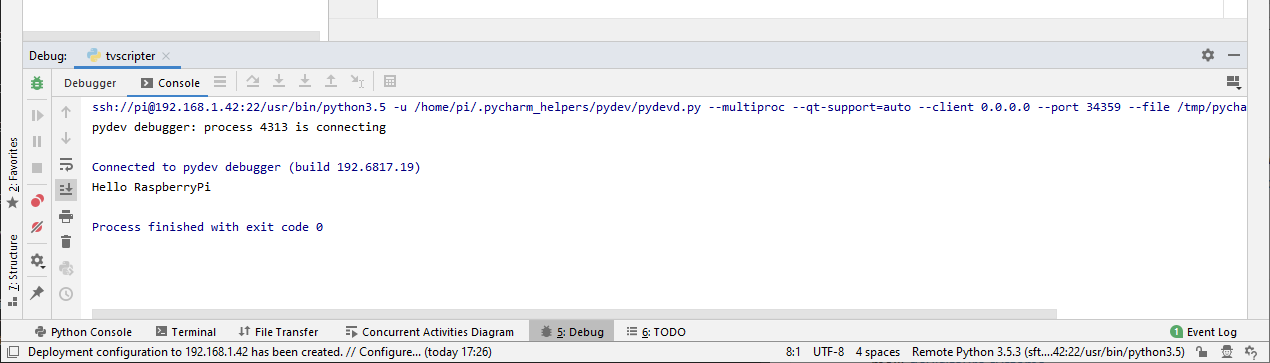 Debug: tvscripter
Debugger Console
ssh://pi@192.168.1.42:22/usr/bin/python3.5 -u /home/pi/.pycharm_helpers/pydev/pydevd.py --multiproc --qt-support=auto --client 0.0.0.0 --port 34359 --file /tmp/pycha
pydev debugger: process 4313 is connecting
Connected to pydev debugger (build 192.6817.19)
Hello RaspberryPi
Process finished with exit code 0
2: Favorites
7: Structure
Python Console Terminal File Transfer Concurrent Activities Diagram 5: Debug 6: TODO 1 Event Log
Deployment configuration to 192.168.1.42 has been created. // Configure... (today 17:26) 8:1 UTF-8 4 spaces Remote Python 3.5.3 (sft....42:22/usr/bin/python3.5)